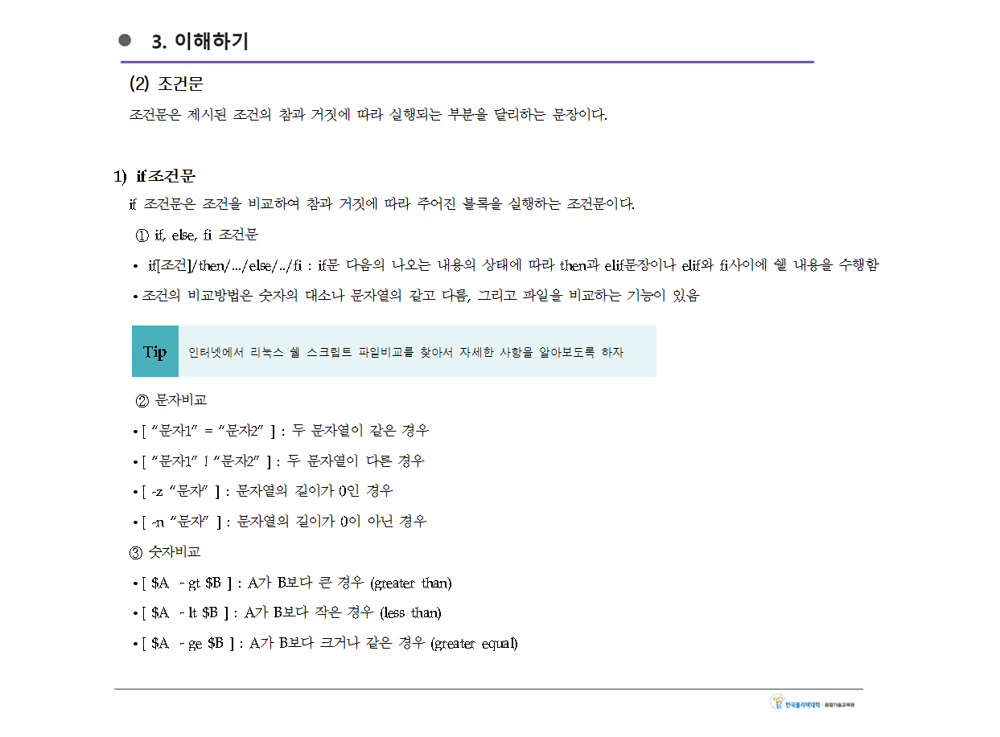 ● 3. 이해하기
(2) 조건문
조건문은 제시된 조건의 참과 거짓에 따라 실행되는 부분을 달리하는 문장이다.
1) if조건문
if 조건문은 조건을 비교하여 참과 거짓에 따라 주어진 블록을 실행하는 조건문이다.
① if, else, fi 조건문
• if[조건]/then/.../else/../fi : if문 다음의 나오는 내용의 상태에 따라 then과 elif문장이나 elif와 fi사이에 쉘 내용을 수행함
• 조건의 비교방법은 숫자의 대소나 문자열의 같고 다름, 그리고 파일을 비교하는 기능이 있음
Tip 인터넷에서 리눅스 쉘 스크립트 파일비교를 찾아서 자세한 사항을 알아보도록 하자
② 문자비교
• [ “문자1” = “문자2” ] : 두 문자열이 같은 경우
• [ “문자1” ! “문자2” ] : 두 문자열이 다른 경우
• [ -z “문자” ] : 문자열의 길이가 0인 경우
• [ -n “문자” ] : 문자열의 길이가 0이 아닌 경우
③ 숫자비교
• [ $A - gt $B ] : A가 B보다 큰 경우 (greater than)
• [ $A - lt $B ] : A가 B보다 작은 경우 (less than)
• [ $A - ge $B ] : A가 B보다 크거나 같은 경우 (greater equal)
한국폴리텍대학 | 융합기술교육원